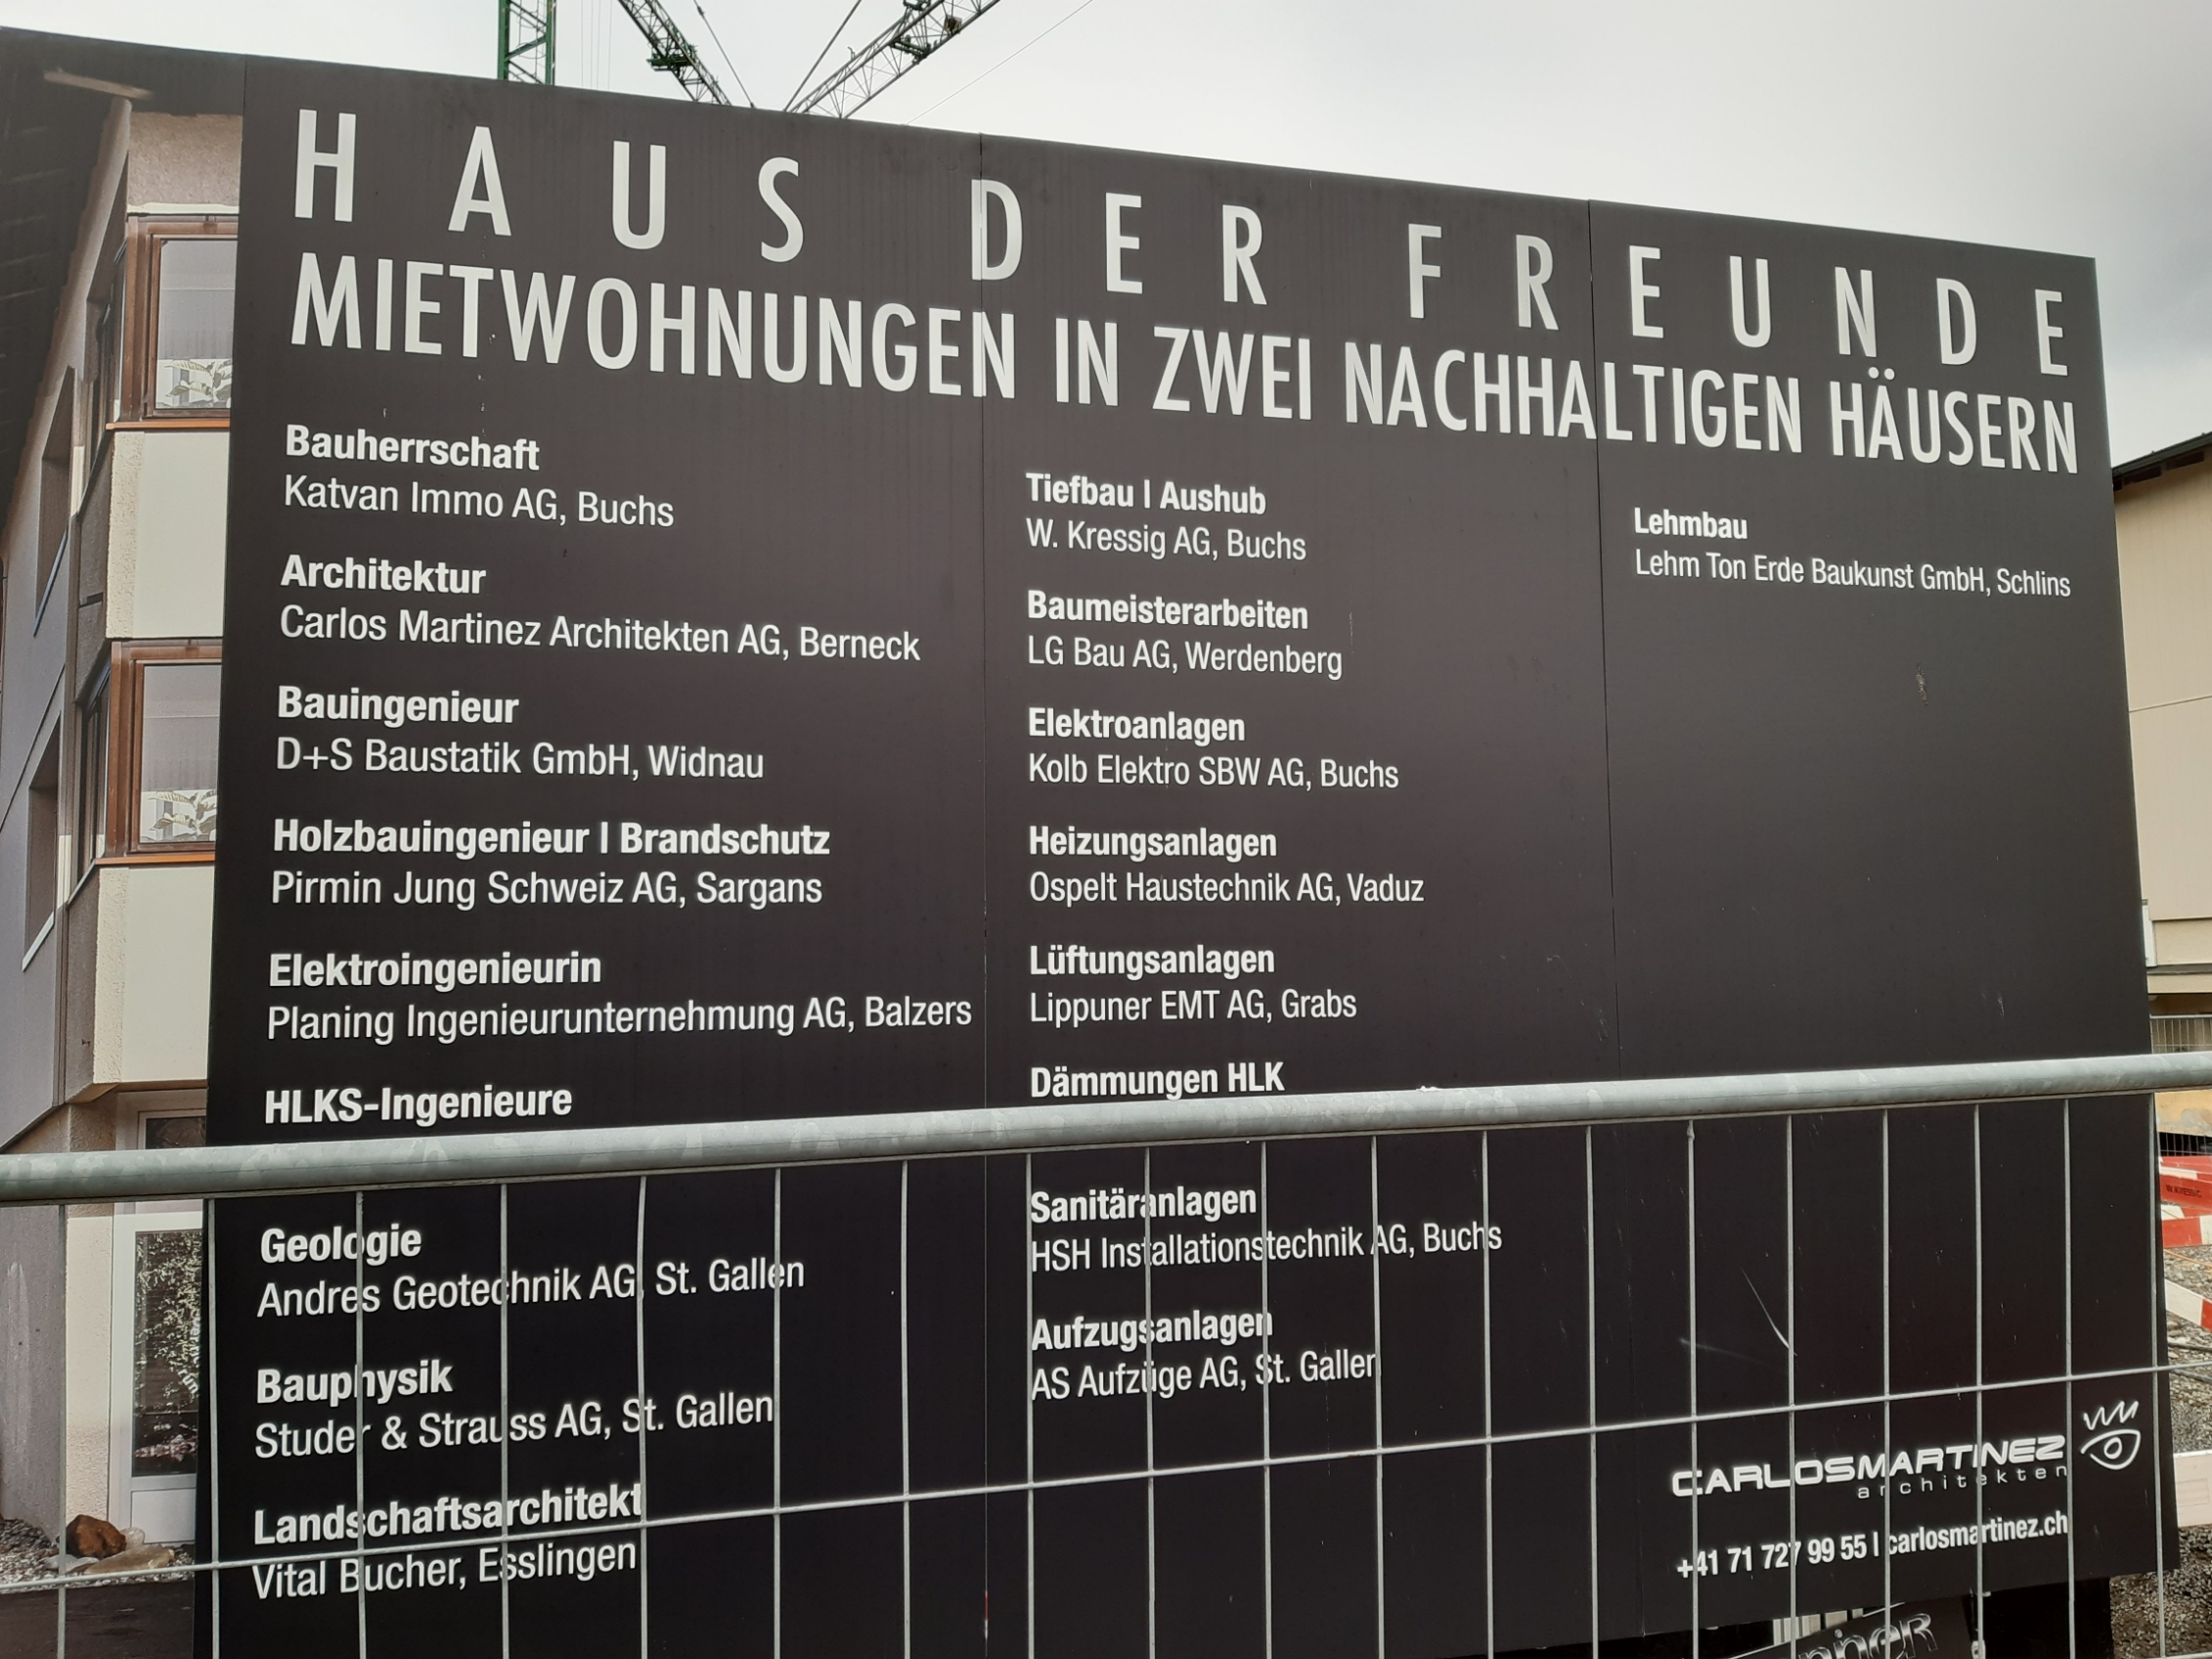 HAUS DER FREUNDE
MIETWOHNUNGEN IN ZWEI NACHHALTIGEN HÄUSERN
Bauherrschaft
Katvan Immo AG, Buchs
Architektur
Carlos Martinez Architekten AG, Berneck
Bauingenieur
D+S Baustatik GmbH, Widnau
Holzbauingenieur | Brandschutz
Pirmin Jung Schweiz AG, Sargans
Elektroingenieurin
Planing Ingenieurunternehmung AG, Balzers
HLKS-Ingenieure
Geologie
Andres Geotechnik AG, St. Gallen
Bauphysik
Studer & Strauss AG, St. Gallen
Landschaftsarchitekt
Vital Bucher, Esslingen
Tiefbau | Aushub
W. Kressig AG, Buchs
Baumeisterarbeiten
LG Bau AG, Werdenberg
Elektroanlagen
Kolb Elektro SBW AG, Buchs
Heizungsanlagen
Ospelt Haustechnik AG, Vaduz
Lüftungsanlagen
Lippuner EMT AG, Grabs
Dämmungen HLK
Sanitäranlagen
HSH Installationstechnik AG, Buchs
Aufzugsanlagen
AS Aufzüge AG, St. Gallen
Lehmbau
Lehm Ton Erde Baukunst GmbH, Schlins
CARLOSMARTINEZ
architekten
+41 71 727 99 55 | carlosmartinez.ch